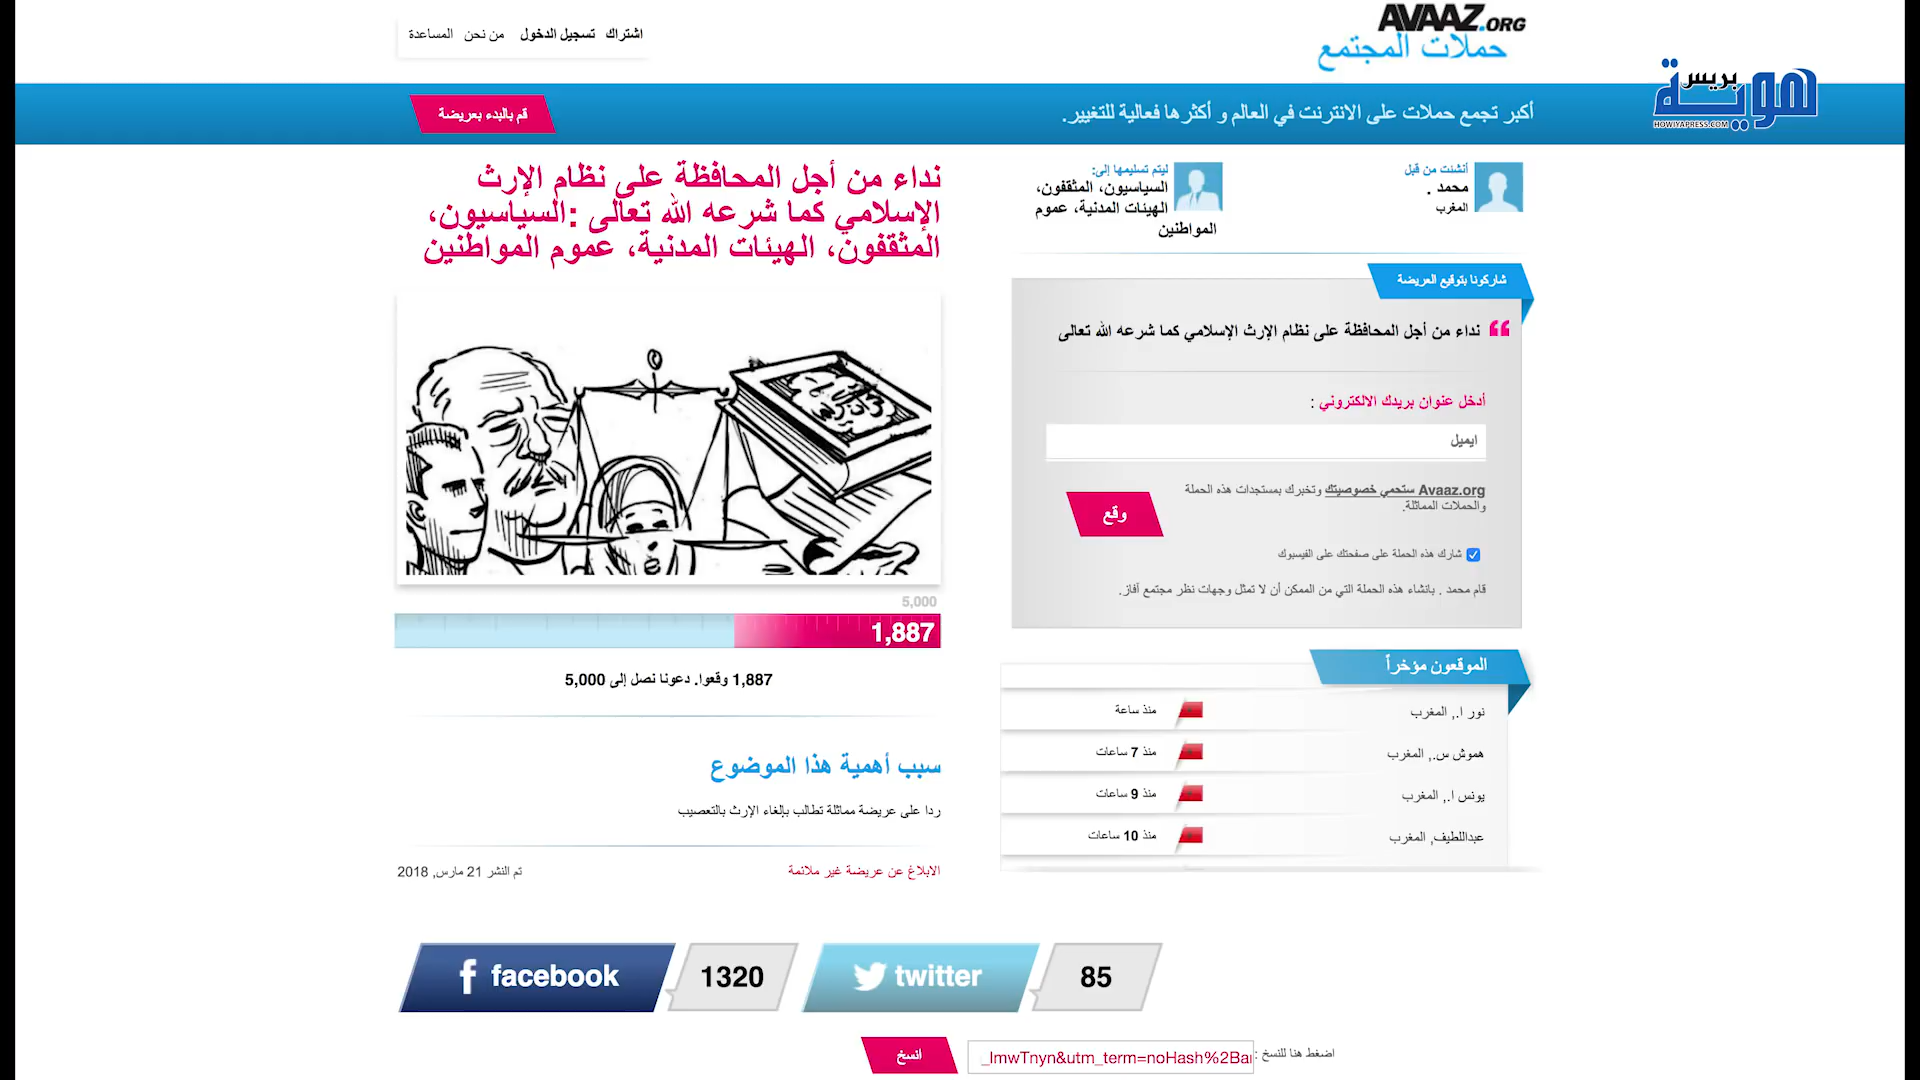 AVAAZ.ORG
حملات المجتمع
اشتراك تسجيل الدخول من نحن المساعدة
هوية بريس
HOWIYAPRESS.COM
أكبر تجمع حملات على الانترنت في العالم و أكثرها فعالية للتغيير.
قم بالبدء بعريضة
أنشئت من قبل
محمد .
المغرب
ليتم تسليمها إلى:
السياسيون، المثقفون،
الهيئات المدنية، عموم
المواطنين
نداء من أجل المحافظة على نظام الإرث
الإسلامي كما شرعه الله تعالى :السياسيون،
المثقفون، الهيئات المدنية، عموم المواطنين
شاركونا بتوقيع العريضة
نداء من أجل المحافظة على نظام الإرث الإسلامي كما شرعه الله تعالى
أدخل عنوان بريدك الالكتروني :
ايميل
Avaaz.org ستحمي خصوصيتك وتخبرك بمستجدات هذه الحملة
والحملات المماثلة.
وقع
شارك هذه الحملة على صفحتك على الفيسبوك
قام محمد . بانشاء هذه الحملة التي من الممكن أن لا تمثل وجهات نظر مجتمع آفاز.
5,000
1,887
1,887 وقعوا. دعونا نصل إلى 5,000
الموقعون مؤخراً
نور ا., المغرب منذ ساعة
هموش س., المغرب منذ 7 ساعات
يونس ا., المغرب منذ 9 ساعات
عبداللطيف, المغرب منذ 10 ساعات
سبب أهمية هذا الموضوع
ردا على عريضة مماثلة تطالب بإلغاء الإرث بالتعصيب
الابلاغ عن عريضة غير ملائمة
تم النشر 21 مارس, 2018
facebook 1320 twitter 85
اضغط هنا للنسخ :
_lmwTnyn&utm_term=noHash%2Bai
انسخ